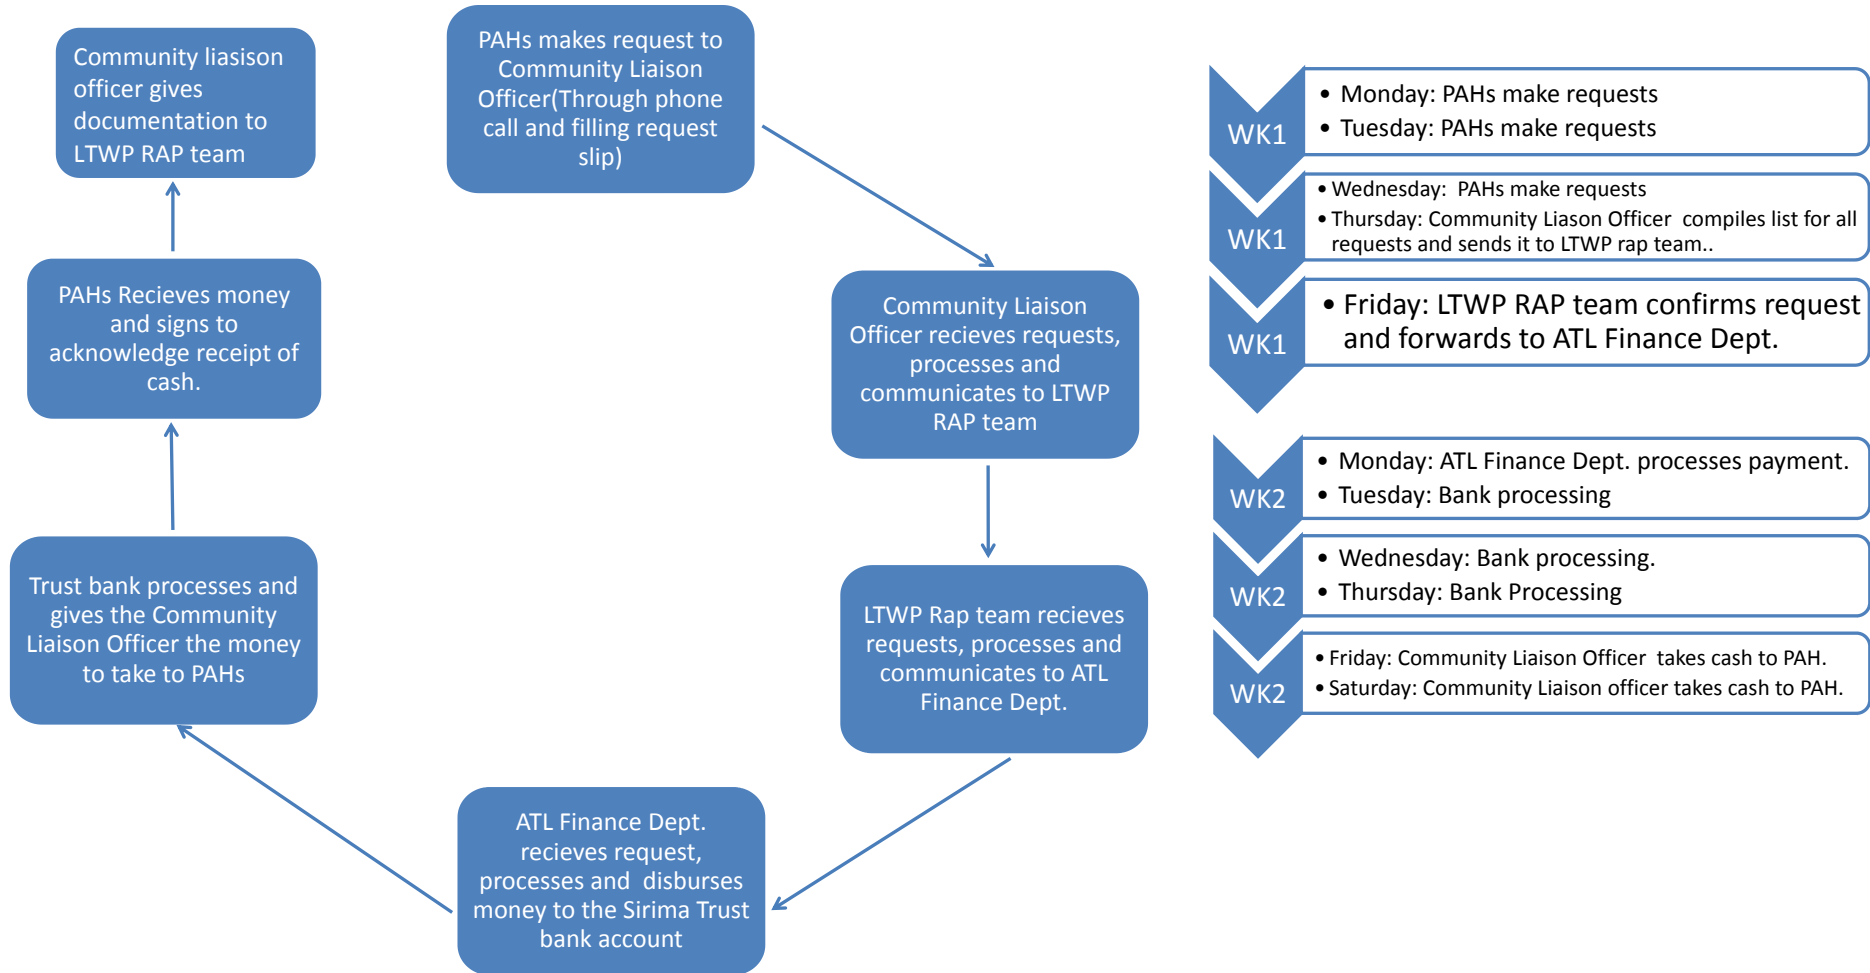 Community liasison
officer gives
documentation to
LTWP RAP team
PAHs makes request to
Community Liaison
Officer(Through phone
call and filling request
slip)
Community Liaison
Officer recieves requests,
processes and
communicates to LTWP
RAP team
LTWP Rap team recieves
requests, processes and
communicates to ATL
Finance Dept.
ATL Finance Dept.
recieves request,
processes and  disburses
money to the Sirima Trust
bank account
Trust bank processes and
gives the Community
Liaison Officer the money
to take to PAHs
PAHs Recieves money
and signs to
acknowledge receipt of
cash.
WK1
• Monday: PAHs make requests
• Tuesday: PAHs make requests
WK1
• Wednesday:  PAHs make requests
• Thursday: Community Liason Officer  compiles list for all
requests and sends it to LTWP rap team..
WK1
• Friday: LTWP RAP team confirms request
and forwards to ATL Finance Dept.
WK2
• Monday: ATL Finance Dept. processes payment.
• Tuesday: Bank processing
WK2
• Wednesday: Bank processing.
• Thursday: Bank Processing
WK2
• Friday: Community Liaison Officer  takes cash to PAH.
• Saturday: Community Liaison officer takes cash to PAH.